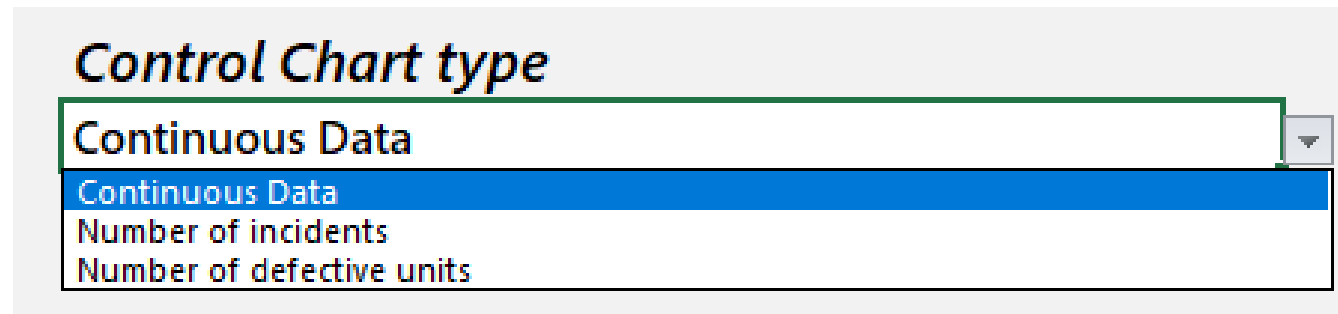 Control Chart type
Continuous Data
Continuous Data
Number of incidents
Number of defective units